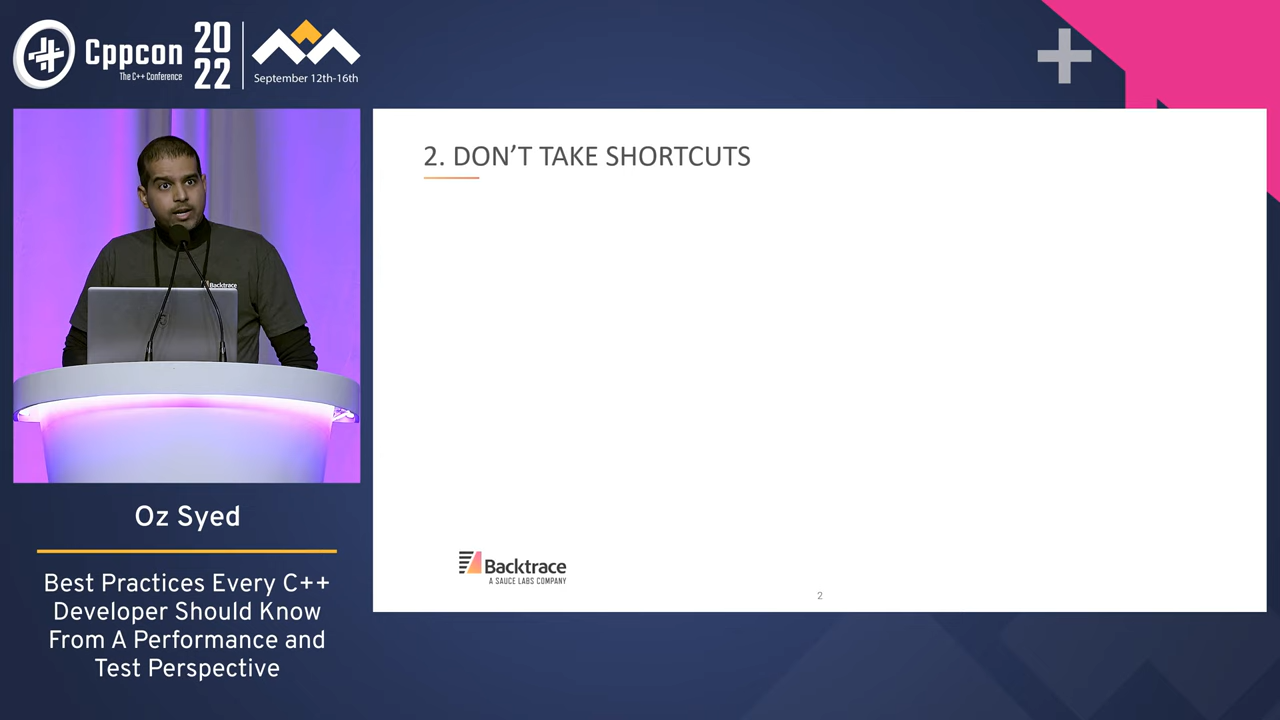 Cppcon
The C++ Conference
20
22
September 12th-16th
Backtrace
2. DON'T TAKE SHORTCUTS
Backtrace
A SAUCE LABS COMPANY
2
Oz Syed
Best Practices Every C++
Developer Should Know
From A Performance and
Test Perspective